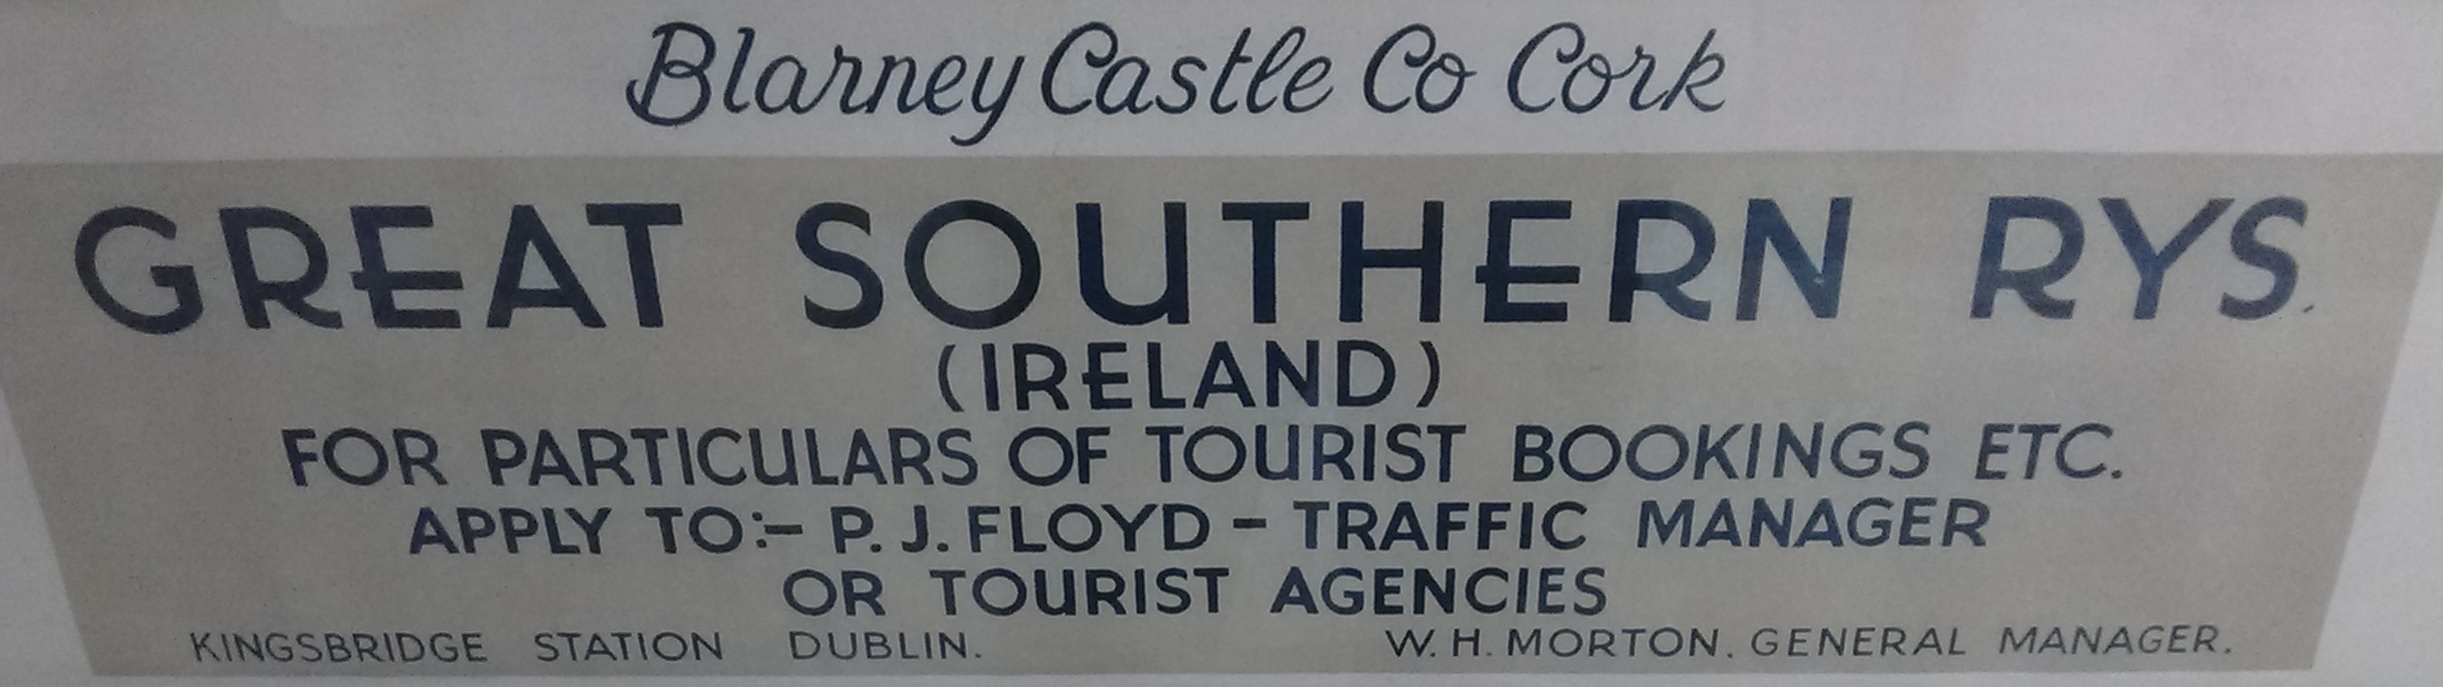 Blarney Castle Co Cork
GREAT SOUTHERN RYS.
(IRELAND)
FOR PARTICULARS OF TOURIST BOOKINGS ETC.
APPLY TO:- P. J. FLOYD - TRAFFIC MANAGER
OR TOURIST AGENCIES
KINGSBRIDGE STATION DUBLIN. W. H. MORTON. GENERAL MANAGER.